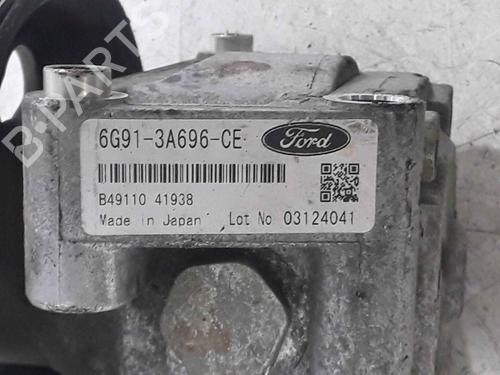 B-PARTS
6G91-3A696-CE
Ford
B49110 41938
Made in Japan Lot No 03124041